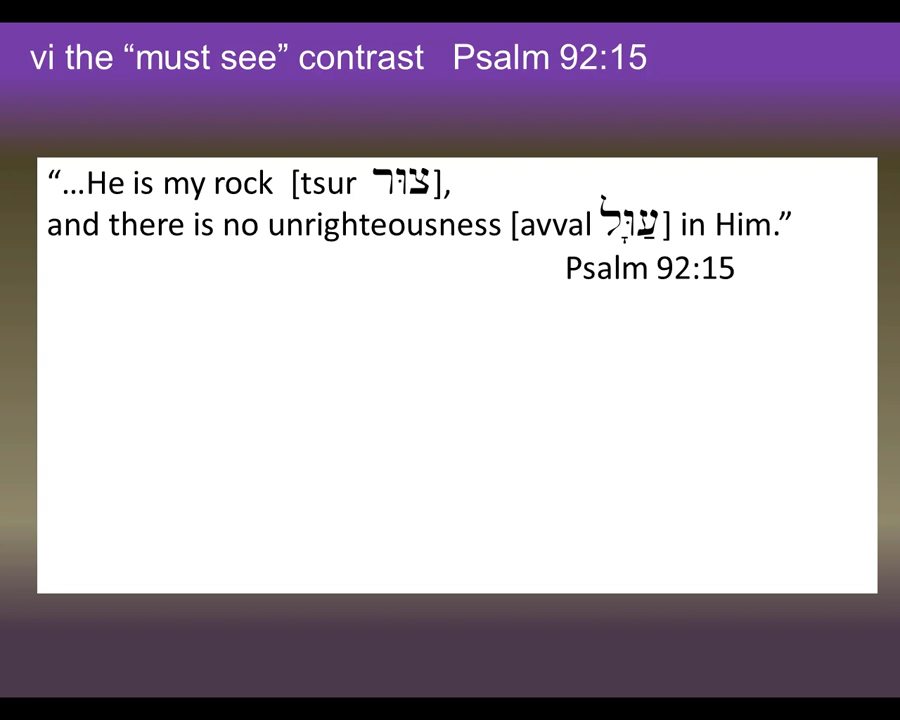 vi the “must see” contrast Psalm 92:15
“…He is my rock [tsur צוּר],
and there is no unrighteousness [avval עַוָּל] in Him.”
Psalm 92:15